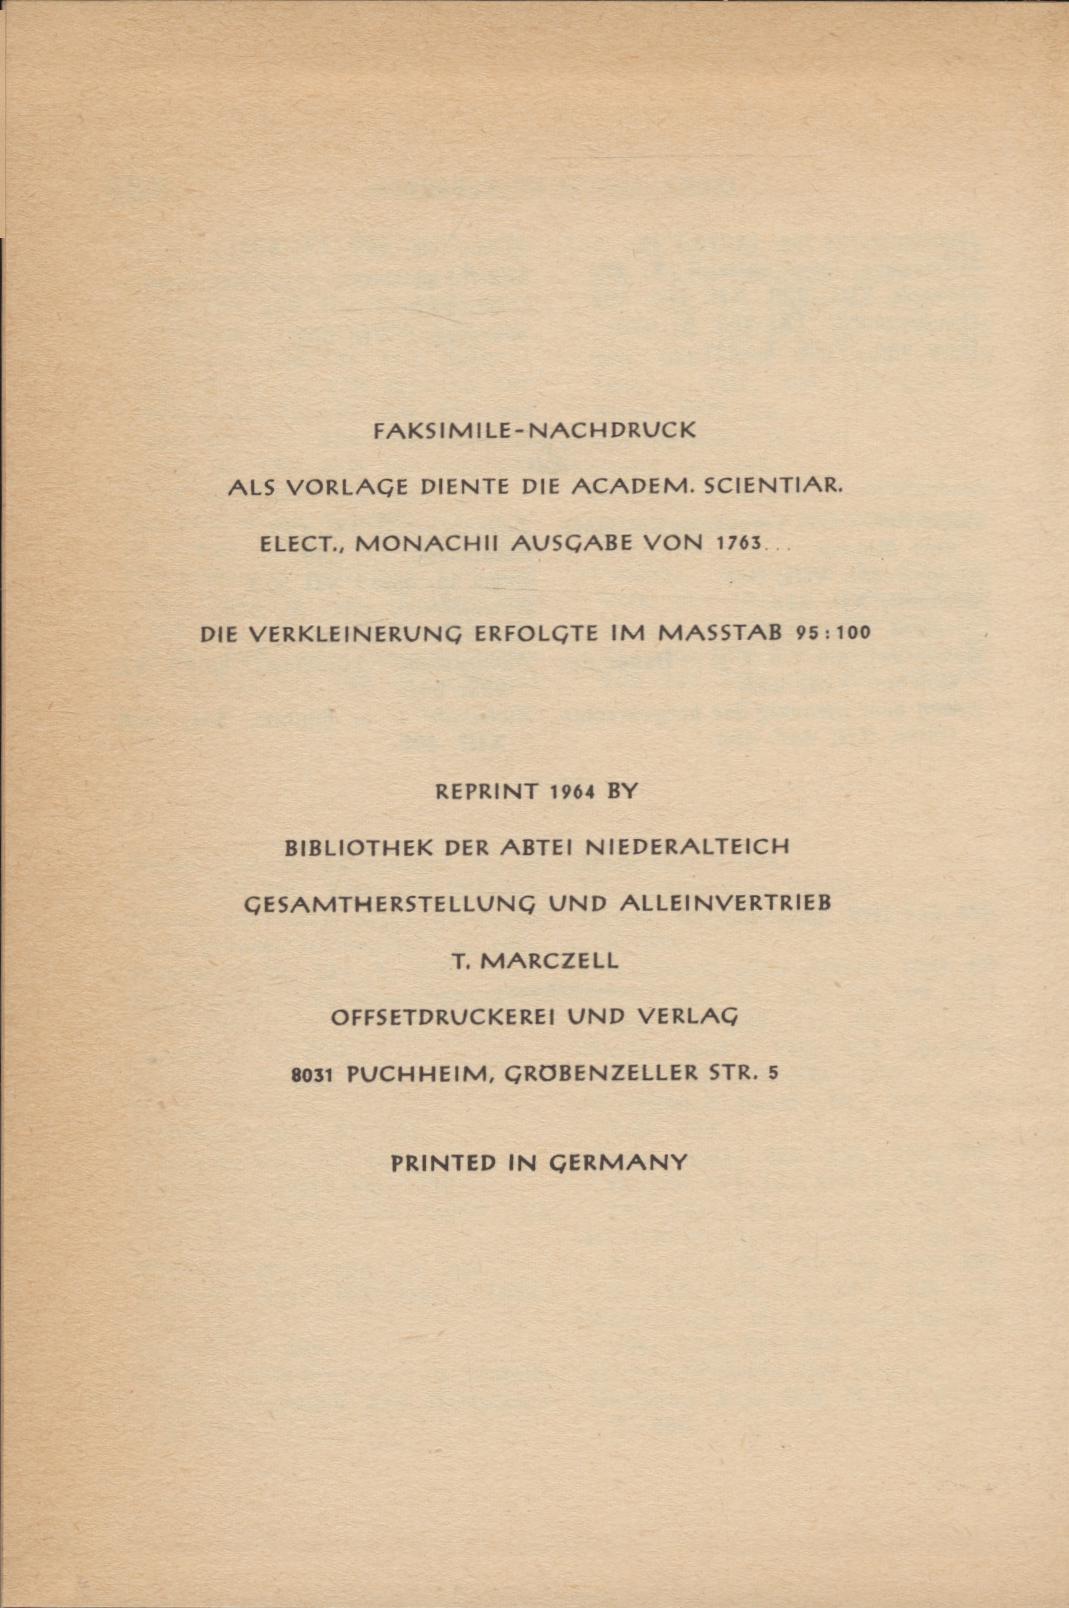 FAKSIMILE-NACHDRUCK
ALS VORLAGE DIENTE DIE ACADEM. SCIENTIAR.
ELECT., MONACHII AUSGABE VON 1763...
DIE VERKLEINERUNG ERFOLGTE IM MASSTAB 95:100
REPRINT 1964 BY
BIBLIOTHEK DER ABTEI NIEDERALTEICH
GESAMTHERSTELLUNG UND ALLEINVERTRIEB
T. MARCZELL
OFFSETDRUCKEREI UND VERLAG
8031 PUCHHEIM, GRÖBENZELLER STR. 5
PRINTED IN GERMANY